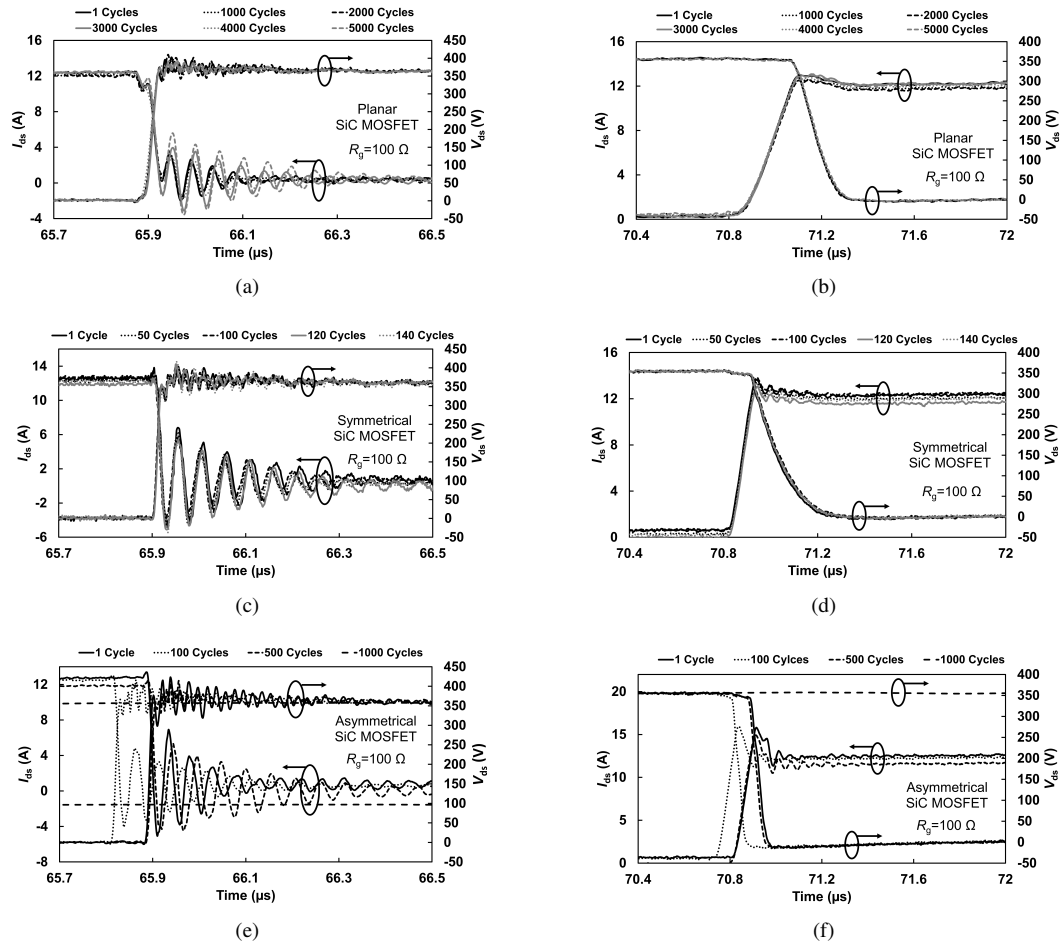 1 Cycles 1000 Cycles 2000 Cycles
3000 Cycles 4000 Cycles 5000 Cycles
16 12 8 4 0 -4
450 400 350 300 250 200 150 100 50 0 -50
Ids (A)
Vds (V)
Planar
SiC MOSFET
Rg=100 Ω
65.7 65.9 66.1 66.3 66.5
Time (µs)
(a)
1 Cycle 1000 Cycles 2000 Cycles
3000 Cycles 4000 Cycles 5000 Cycles
16 12 8 4 0
400 350 300 250 200 150 100 50 0 -50
Ids (A)
Vds (V)
Planar
SiC MOSFET
Rg=100 Ω
70.4 70.8 71.2 71.6 72
Time (µs)
(b)
1 Cycle 50 Cycles 100 Cycles 120 Cycles 140 Cycles
14 10 6 2 -2 -6
450 400 350 300 250 200 150 100 50 0 -50
Ids (A)
Vds (V)
Symmetrical
SiC MOSFET
Rg=100 Ω
65.7 65.9 66.1 66.3 66.5
Time (µs)
(c)
1 Cycle 50 Cycles 100 Cycles 120 Cycles 140 Cycles
16 12 8 4 0
400 350 300 250 200 150 100 50 0 -50
Ids (A)
Vds (V)
Symmetrical
SiC MOSFET
Rg=100 Ω
70.4 70.8 71.2 71.6 72
Time (µs)
(d)
1 Cycle 100 Cycles 500 Cycles 1000 Cycles
12 8 4 0 -4 -8
450 400 350 300 250 200 150 100 50 0 -50
Ids (A)
Vds (V)
Asymmetrical
SiC MOSFET
Rg=100 Ω
65.7 65.9 66.1 66.3 66.5
Time (µs)
(e)
1 Cycle 100 Cylces 500 Cycles 1000 Cycles
20 15 10 5 0
400 350 300 250 200 150 100 50 0 -50
Ids (A)
Vds (V)
Asymmetrical
SiC MOSFET
Rg=100 Ω
70.4 70.8 71.2 71.6 72
Time (µs)
(f)